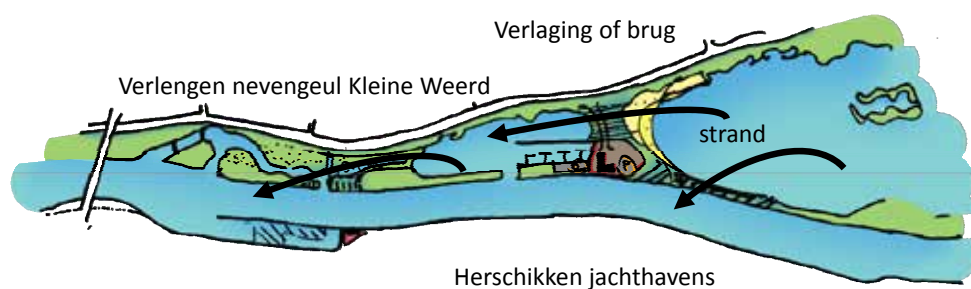 Verlaging of brug
Verlengen nevengeul Kleine Weerd
strand
P
Herschikken jachthavens